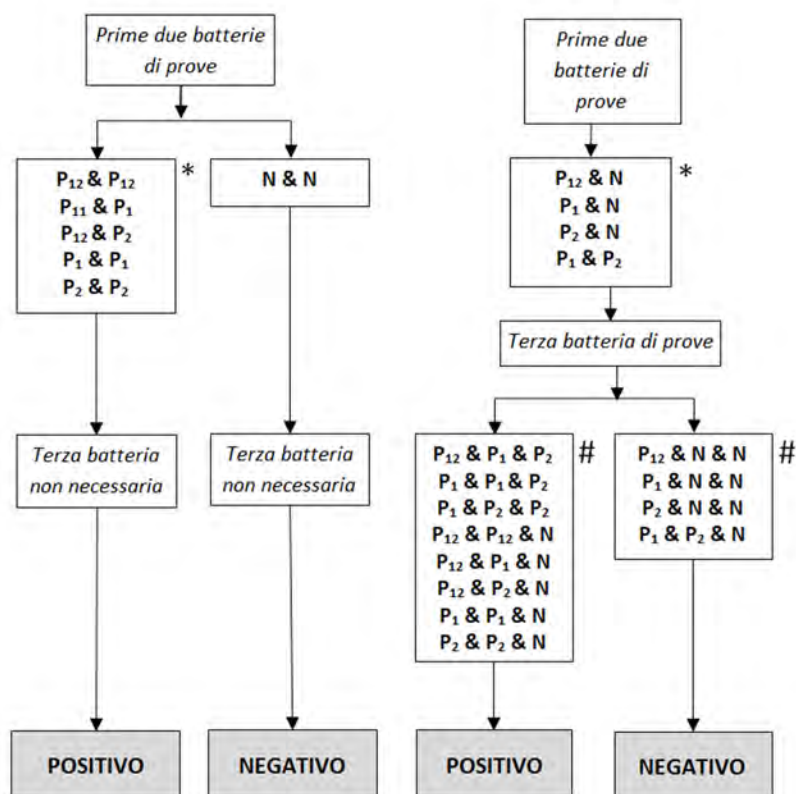 Prime due batterie
di prove
P₁₂ & P₁₂
P₁₁ & P₁
P₁₂ & P₂
P₁ & P₁
P₂ & P₂
*
N & N
Terza batteria
non necessaria
Terza batteria
non necessaria
POSITIVO
NEGATIVO
Prime due
batterie di
prove
P₁₂ & N
P₁ & N
P₂ & N
P₁ & P₂
*
Terza batteria di prove
P₁₂ & P₁ & P₂
P₁ & P₁ & P₂
P₁ & P₂ & P₂
P₁₂ & P₁₂ & N
P₁₂ & P₁ & N
P₁₂ & P₂ & N
P₁ & P₁ & N
P₂ & P₂ & N
#
P₁₂ & N & N
P₁ & N & N
P₂ & N & N
P₁ & P₂ & N
#
POSITIVO
NEGATIVO